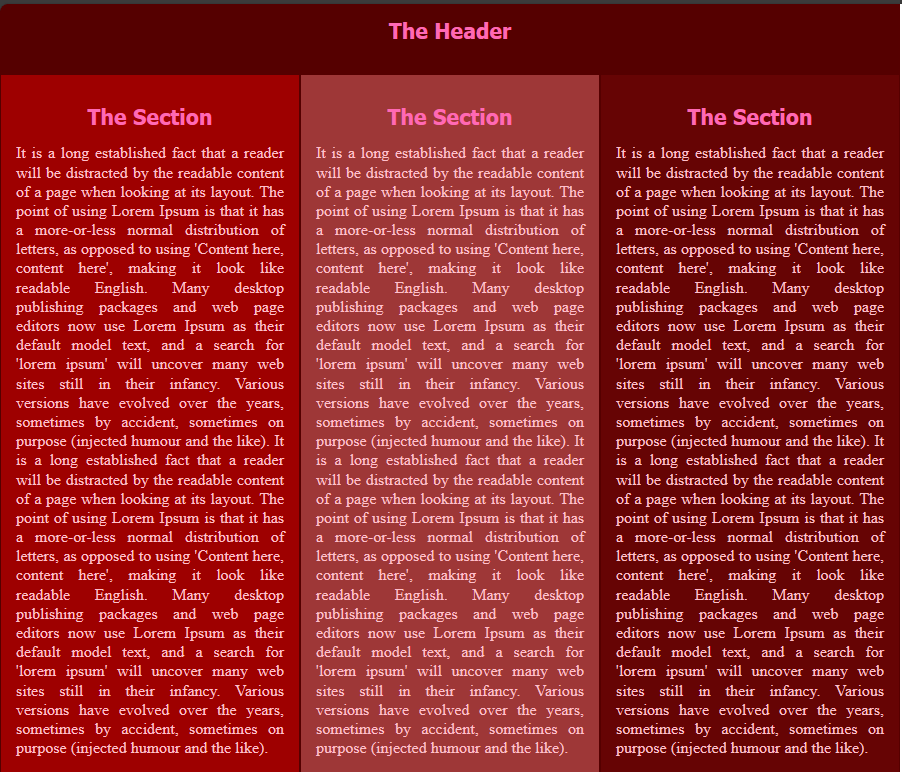 The Header
The Section
It is a long established fact that a reader
will be distracted by the readable content
of a page when looking at its layout. The
point of using Lorem Ipsum is that it has
a more-or-less normal distribution of
letters, as opposed to using 'Content here,
content here', making it look like
readable English. Many desktop
publishing packages and web page
editors now use Lorem Ipsum as their
default model text, and a search for
'lorem ipsum' will uncover many web
sites still in their infancy. Various
versions have evolved over the years,
sometimes by accident, sometimes on
purpose (injected humour and the like). It
is a long established fact that a reader
will be distracted by the readable content
of a page when looking at its layout. The
point of using Lorem Ipsum is that it has
a more-or-less normal distribution of
letters, as opposed to using 'Content here,
content here', making it look like
readable English. Many desktop
publishing packages and web page
editors now use Lorem Ipsum as their
default model text, and a search for
'lorem ipsum' will uncover many web
sites still in their infancy. Various
versions have evolved over the years,
sometimes by accident, sometimes on
purpose (injected humour and the like).
The Section
It is a long established fact that a reader
will be distracted by the readable content
of a page when looking at its layout. The
point of using Lorem Ipsum is that it has
a more-or-less normal distribution of
letters, as opposed to using 'Content here,
content here', making it look like
readable English. Many desktop
publishing packages and web page
editors now use Lorem Ipsum as their
default model text, and a search for
'lorem ipsum' will uncover many web
sites still in their infancy. Various
versions have evolved over the years,
sometimes by accident, sometimes on
purpose (injected humour and the like). It
is a long established fact that a reader
will be distracted by the readable content
of a page when looking at its layout. The
point of using Lorem Ipsum is that it has
a more-or-less normal distribution of
letters, as opposed to using 'Content here,
content here', making it look like
readable English. Many desktop
publishing packages and web page
editors now use Lorem Ipsum as their
default model text, and a search for
'lorem ipsum' will uncover many web
sites still in their infancy. Various
versions have evolved over the years,
sometimes by accident, sometimes on
purpose (injected humour and the like).
The Section
It is a long established fact that a reader
will be distracted by the readable content
of a page when looking at its layout. The
point of using Lorem Ipsum is that it has
a more-or-less normal distribution of
letters, as opposed to using 'Content here,
content here', making it look like
readable English. Many desktop
publishing packages and web page
editors now use Lorem Ipsum as their
default model text, and a search for
'lorem ipsum' will uncover many web
sites still in their infancy. Various
versions have evolved over the years,
sometimes by accident, sometimes on
purpose (injected humour and the like). It
is a long established fact that a reader
will be distracted by the readable content
of a page when looking at its layout. The
point of using Lorem Ipsum is that it has
a more-or-less normal distribution of
letters, as opposed to using 'Content here,
content here', making it look like
readable English. Many desktop
publishing packages and web page
editors now use Lorem Ipsum as their
default model text, and a search for
'lorem ipsum' will uncover many web
sites still in their infancy. Various
versions have evolved over the years,
sometimes by accident, sometimes on
purpose (injected humour and the like).